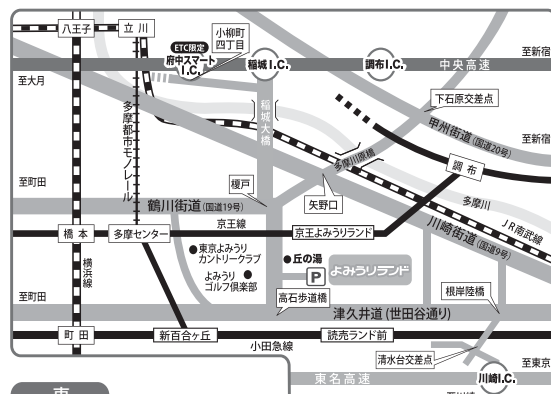 八王子
立川
ETC限定
府中スマート
I.C.
小柳町
四丁目
稲城I.C.
調布I.C.
中央高速
至新宿
至大月
多摩都市モノレール
稲城大橋
下石原交差点
甲州街道(国道20号)
至新宿
多摩川原橋
調布
多摩川
JR南武線
至町田
榎戸
矢野口
鶴川街道(国道19号)
川崎街道(国道9号)
京王線
橋本
多摩センター
京王よみうりランド
横浜線
東京よみうり
カントリークラブ
よみうり
ゴルフ倶楽部
丘の湯
P
よみうりランド
高石歩道橋
根岸陸橋
至町田
津久井道(世田谷通り)
町田
新百合ヶ丘
読売ランド前
小田急線
清水台交差点
至東京
東名高速
川崎I.C.
車